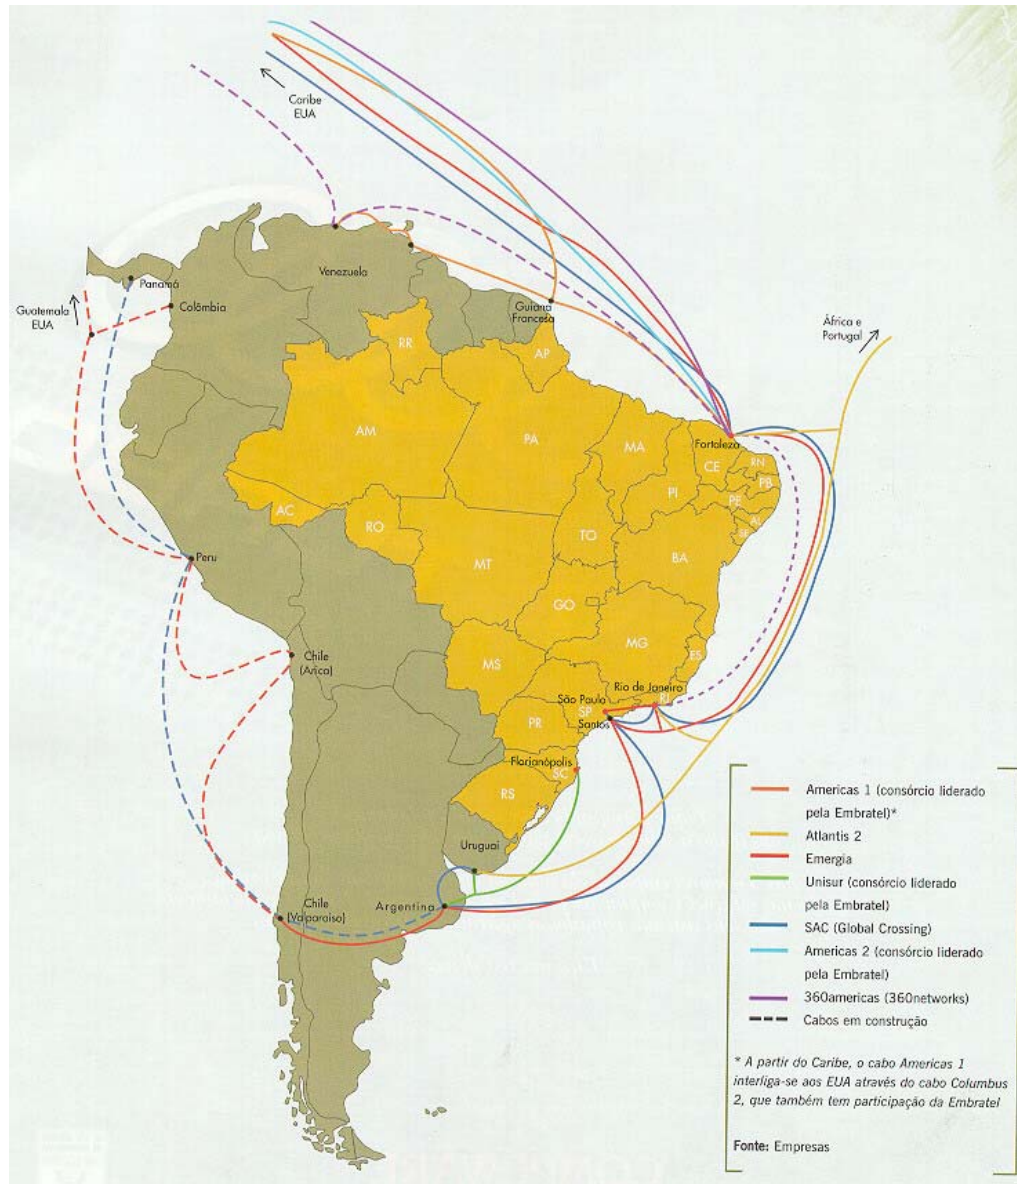 Caribe
EUA
Venezuela
Panamá
Colômbia
Guatemala
EUA
Guiana
Francesa
África e
Portugal
RR
AP
AM
PA
MA
Fortaleza
CE
RN
PB
PI
PE
AL
SE
AC
RO
TO
BA
MT
Peru
GO
MG
ES
MS
Chile
(Arica)
São Paulo
Rio de Janeiro
RJ
SP
Santos
PR
Florianópolis
SC
RS
Uruguai
Argentina
Chile
(Valparaíso)
Americas 1 (consórcio liderado
pela Embratel)*
Atlantis 2
Emergia
Unisur (consórcio liderado
pela Embratel)
SAC (Global Crossing)
Americas 2 (consórcio liderado
pela Embratel)
360americas (360networks)
Cabos em construção
* A partir do Caribe, o cabo Americas 1
interliga-se aos EUA através do cabo Columbus
2, que também tem participação da Embratel
Fonte: Empresas